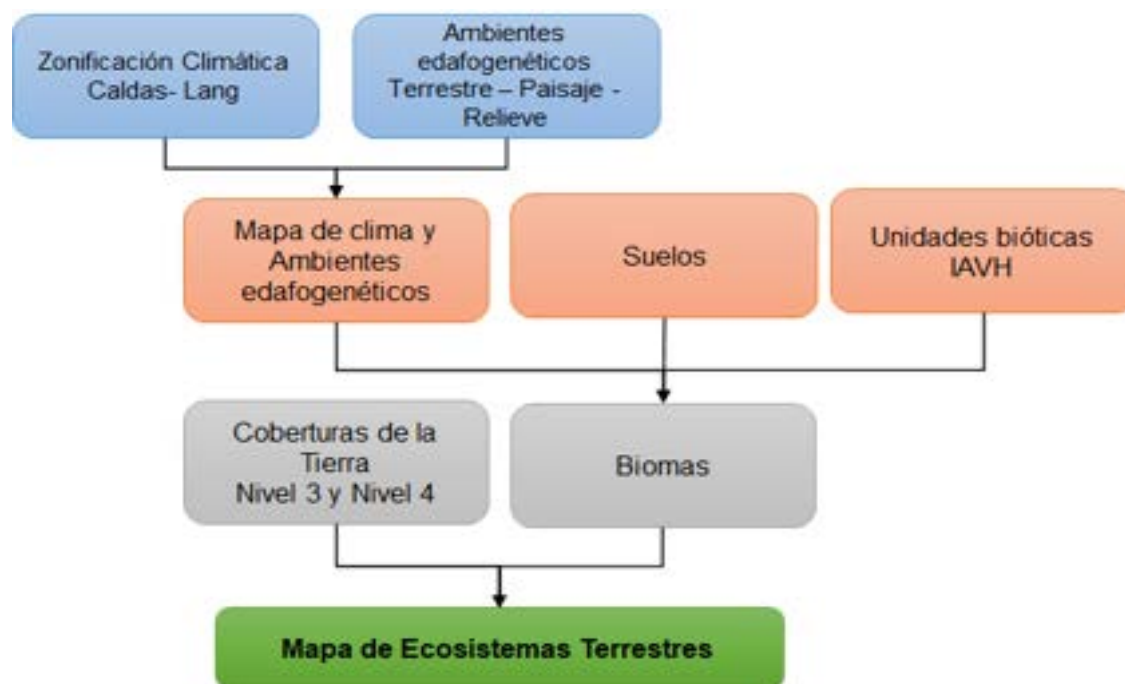 Zonificación Climática
Caldas- Lang
Ambientes
edafogenéticos
Terrestre – Paisaje -
Relieve
Mapa de clima y
Ambientes
edafogenéticos
Suelos
Unidades bióticas
IAVH
Coberturas de la
Tierra
Nivel 3 y Nivel 4
Biomas
Mapa de Ecosistemas Terrestres